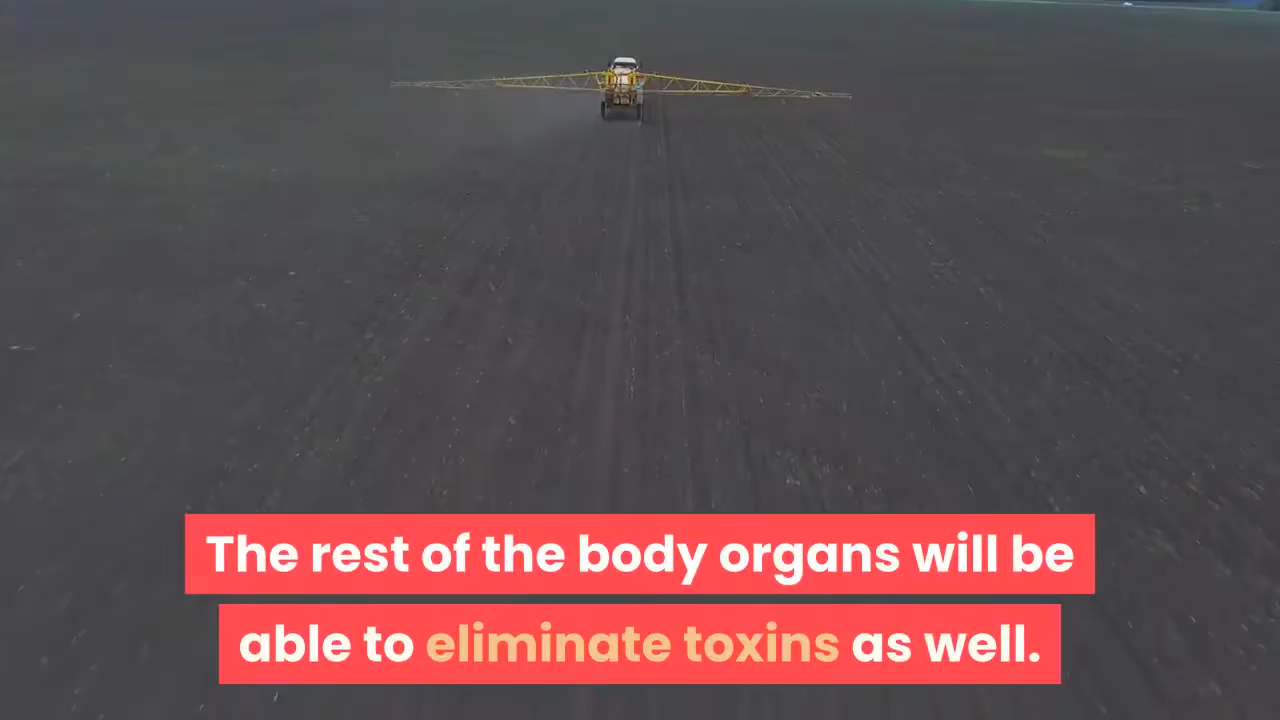 The rest of the body organs will be
able to eliminate toxins as well.